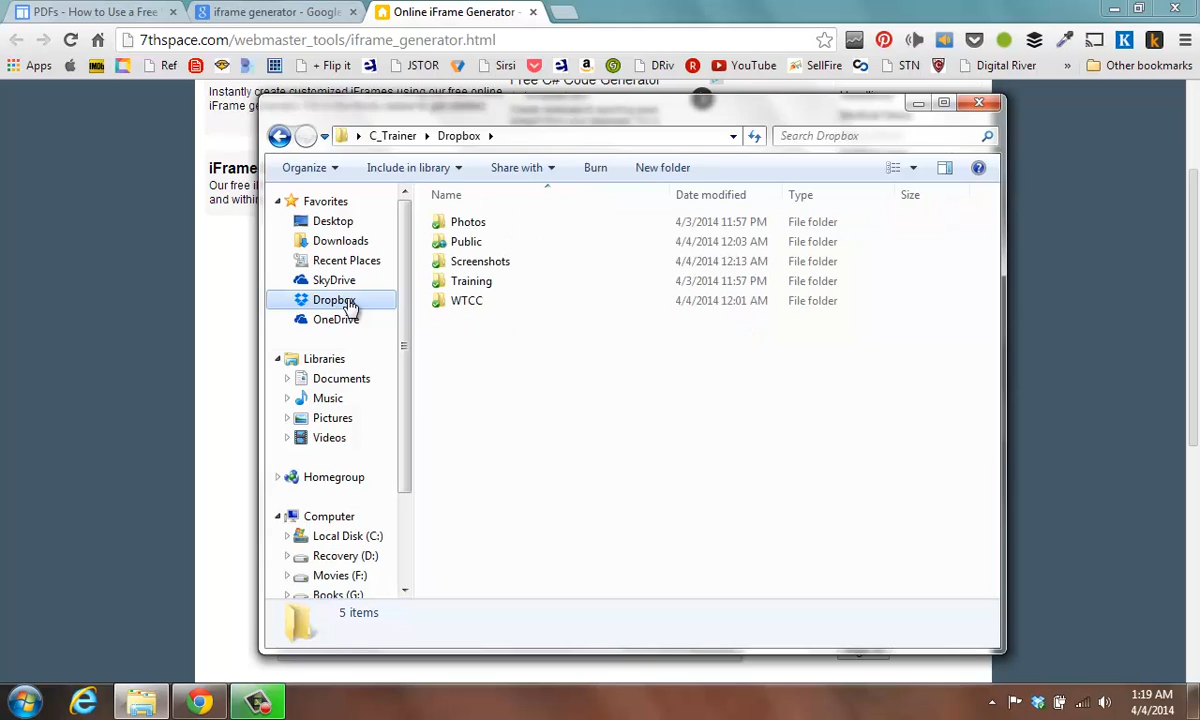 PDFs - How to Use a Free
iframe generator - Google
Online iFrame Generator -
7thspace.com/webmaster_tools/iframe_generator.html
Apps
IMDb
Ref
+ Flip it
JSTOR
Sirsi
DRiv
YouTube
SellFire
STN
Digital River
»
Other bookmarks
Instantly create customized iFrames using our free online
iFrame ge
Free C# Code Generator
iFrame
Our free i
and within
C_Trainer
Dropbox
Search Dropbox
Organize
Include in library
Share with
Burn
New folder
Name
Date modified
Type
Size
Favorites
Desktop
Downloads
Recent Places
SkyDrive
Dropbox
OneDrive
Libraries
Documents
Music
Pictures
Videos
Homegroup
Computer
Local Disk (C:)
Recovery (D:)
Movies (F:)
Books (G:)
Photos 4/3/2014 11:57 PM File folder
Public 4/4/2014 12:03 AM File folder
Screenshots 4/4/2014 12:13 AM File folder
Training 4/3/2014 11:57 PM File folder
WTCC 4/4/2014 12:01 AM File folder
5 items
1:19 AM
4/4/2014